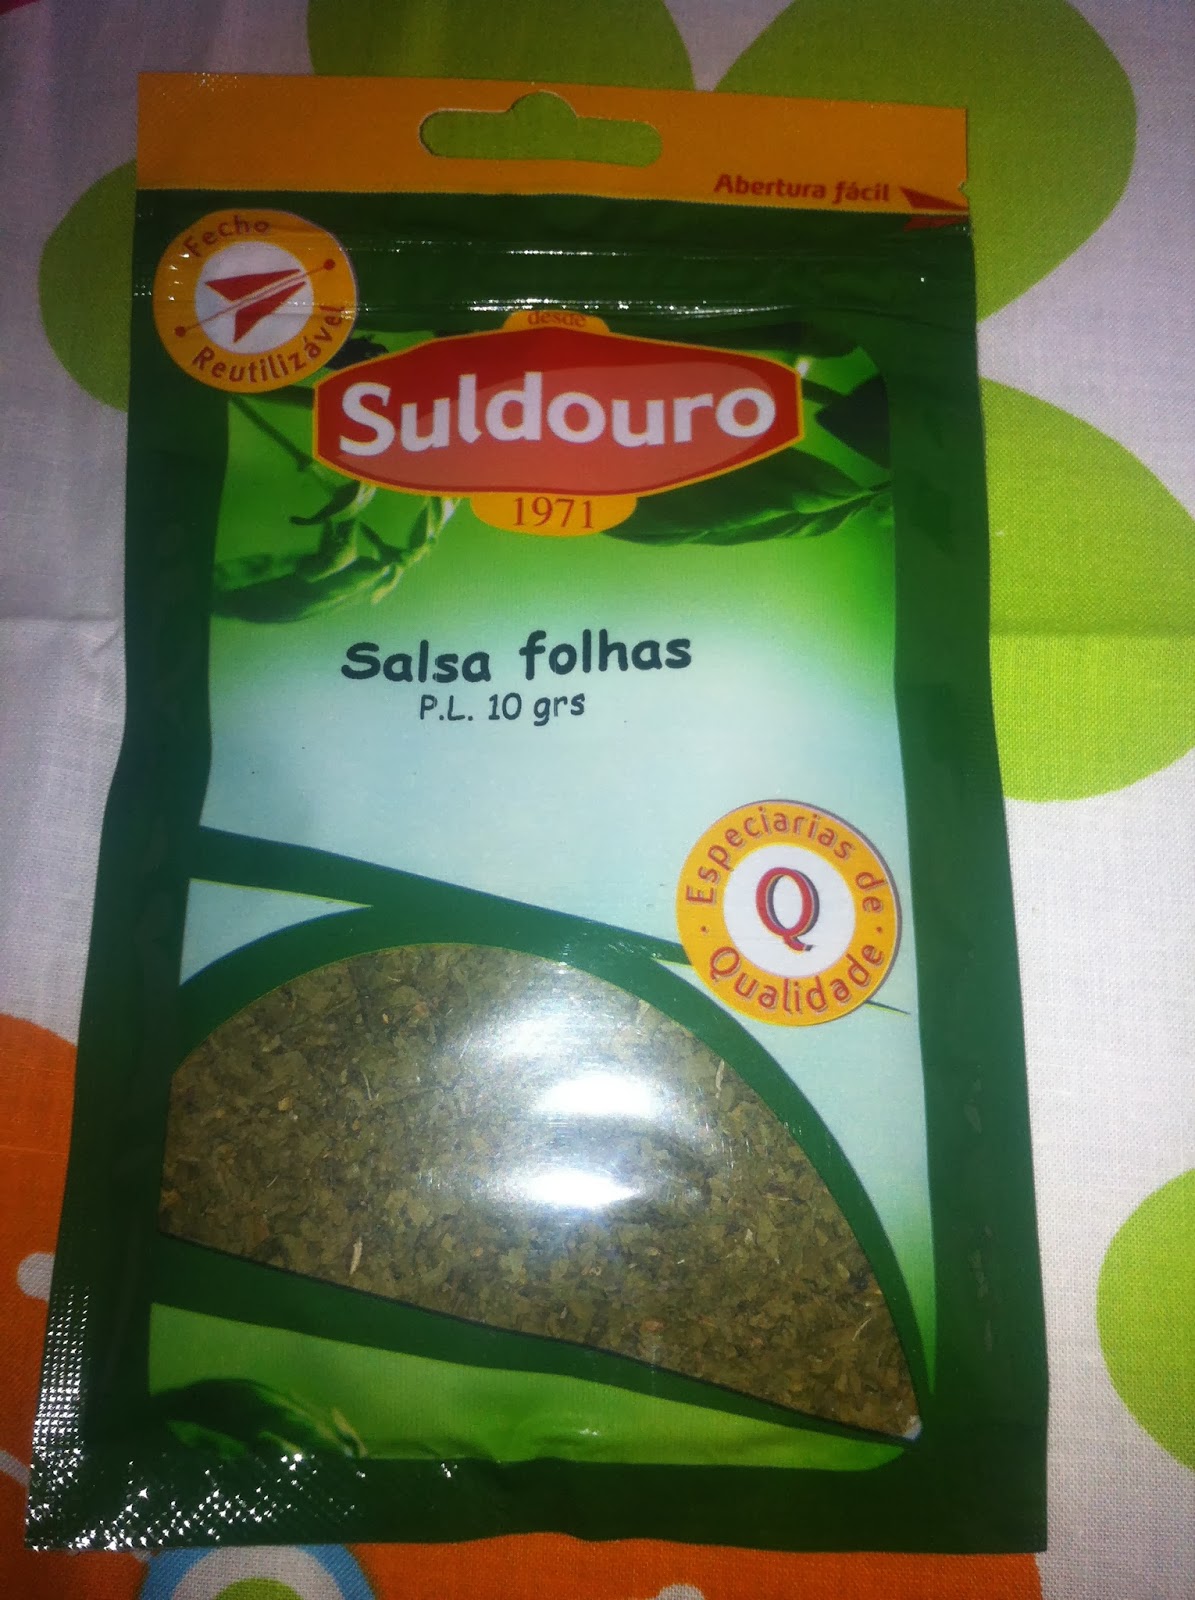 Abertura fácil
Fecho
Reutilizável
desde
Suldouro
1971
Salsa folhas
P.L. 10 grs
Especiarias de
Q
· Qualidade ·